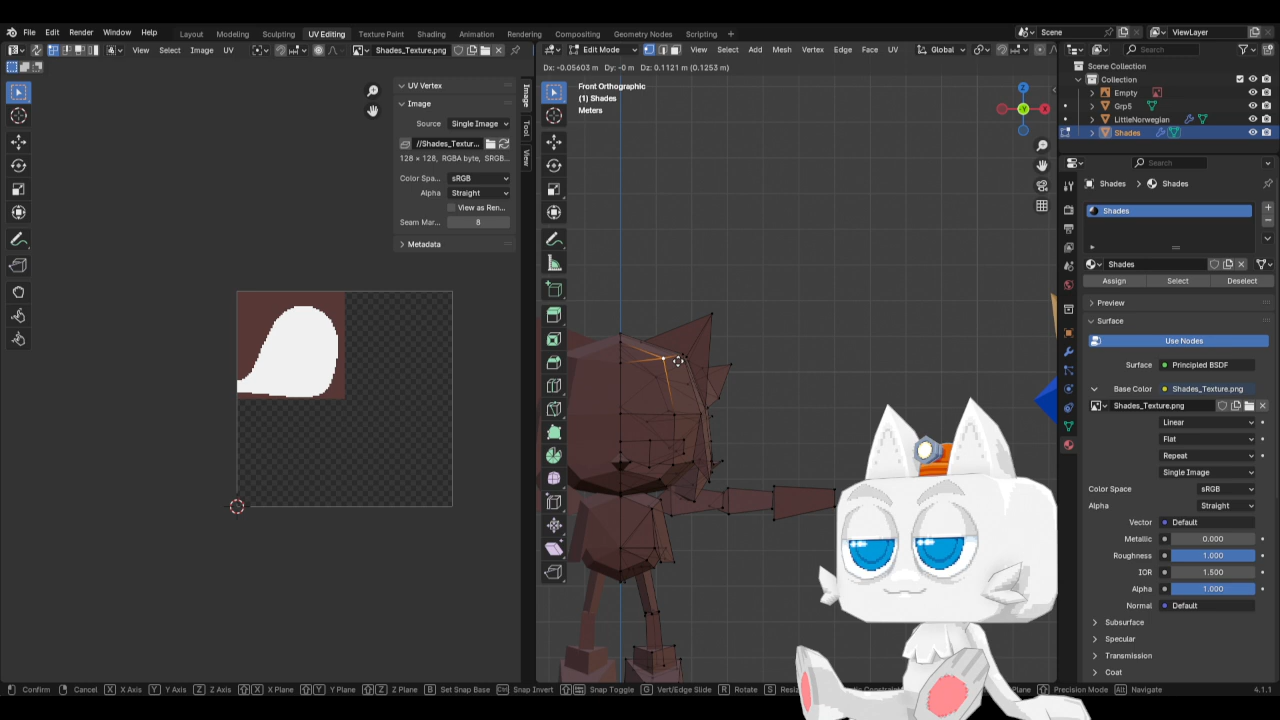 File Edit Render Window Help Layout Modeling Sculpting UV Editing Texture Paint Shading Animation Rendering Compositing Geometry Nodes Scripting Scene ViewLayer
View Select Image UV Shades_Texture.png Edit Mode View Select Add Mesh Vertex Edge Face UV Global Search
Dx: -0.05603 m Dy: -0 m Dz: 0.1121 m (0.1253 m)
Front Orthographic
(1) Shades
Meters
UV Vertex
Image
Source Single Image
//Shades_Textur...
128 × 128, RGBA byte, SRGB...
Color Spa... sRGB
Alpha Straight
View as Ren...
Seam Mar... 8
Metadata
Image
Tool
View
Scene Collection
Collection
Empty
Grp5
LittleNorwegian
Shades
Search
Shades Shades
Shades
Shades
Assign Select Deselect
Preview
Surface
Use Nodes
Surface Principled BSDF
Base Color Shades_Texture.png
Shades_Texture.png
Linear
Flat
Repeat
Single Image
Color Space sRGB
Alpha Straight
Vector Default
Metallic 0.000
Roughness 1.000
IOR 1.500
Alpha 1.000
Normal Default
Subsurface
Specular
Transmission
Coat
Confirm Cancel X X Axis Y Y Axis Z Z Axis X X Plane Y Y Plane Z Z Plane B Set Snap Base Snap Invert Snap Toggle G Vert/Edge Slide R Rotate S Precision Mode Alt Navigate 4.1.1